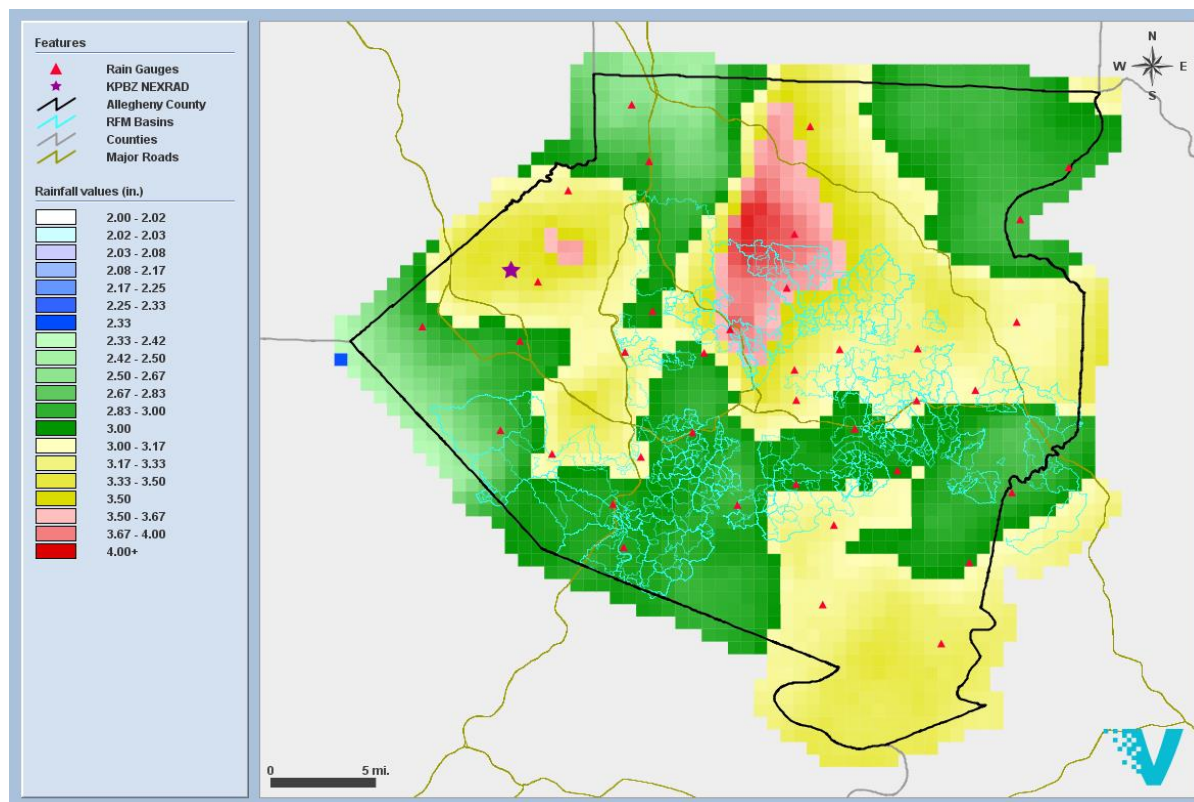 Features
Rain Gauges
KPBZ NEXRAD
Allegheny County
RFM Basins
Counties
Major Roads
Rainfall values (in.)
2.00 - 2.02
2.02 - 2.03
2.03 - 2.08
2.08 - 2.17
2.17 - 2.25
2.25 - 2.33
2.33
2.33 - 2.42
2.42 - 2.50
2.50 - 2.67
2.67 - 2.83
2.83 - 3.00
3.00
3.00 - 3.17
3.17 - 3.33
3.33 - 3.50
3.50
3.50 - 3.67
3.67 - 4.00
4.00+
N
W E
S
0 5 mi.